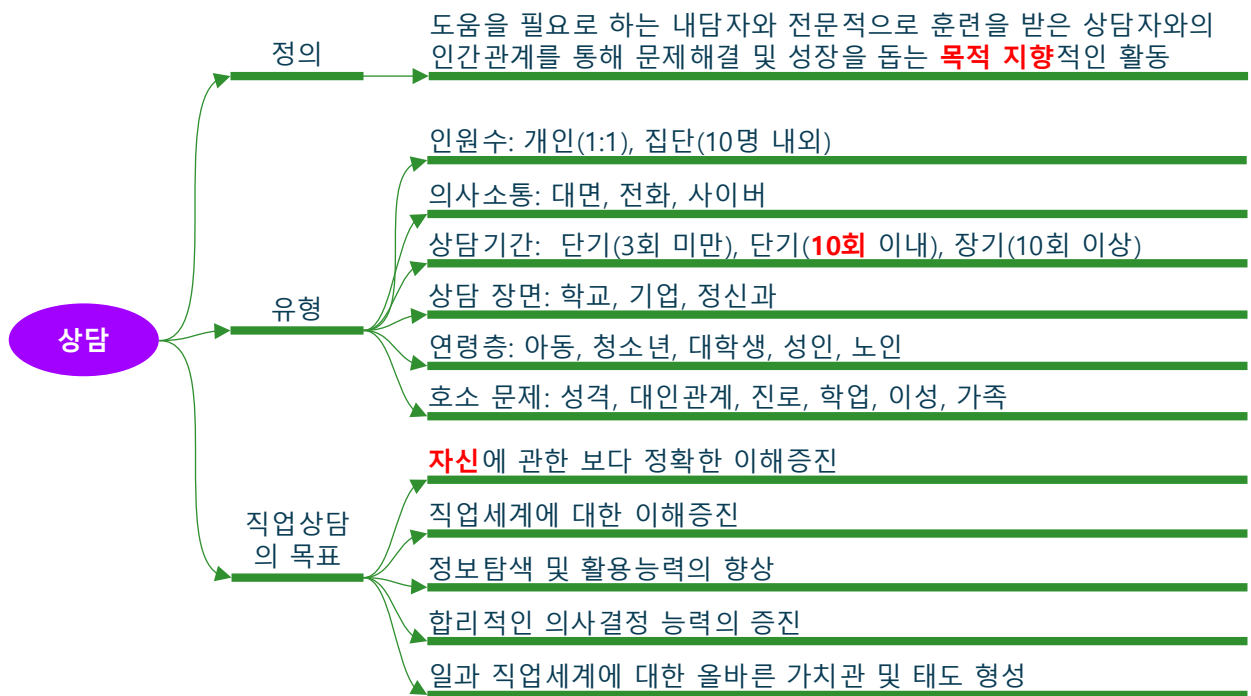 상담
정의
도움을 필요로 하는 내담자와 전문적으로 훈련을 받은 상담자와의
인간관계를 통해 문제해결 및 성장을 돕는 목적 지향적인 활동
유형
인원수: 개인(1:1), 집단(10명 내외)
의사소통: 대면, 전화, 사이버
상담기간:  단기(3회 미만), 단기(10회 이내), 장기(10회 이상)
상담 장면: 학교, 기업, 정신과
연령층: 아동, 청소년, 대학생, 성인, 노인
호소 문제: 성격, 대인관계, 진로, 학업, 이성, 가족
직업상담
의 목표
자신에 관한 보다 정확한 이해증진
직업세계에 대한 이해증진
정보탐색 및 활용능력의 향상
합리적인 의사결정 능력의 증진
일과 직업세계에 대한 올바른 가치관 및 태도 형성